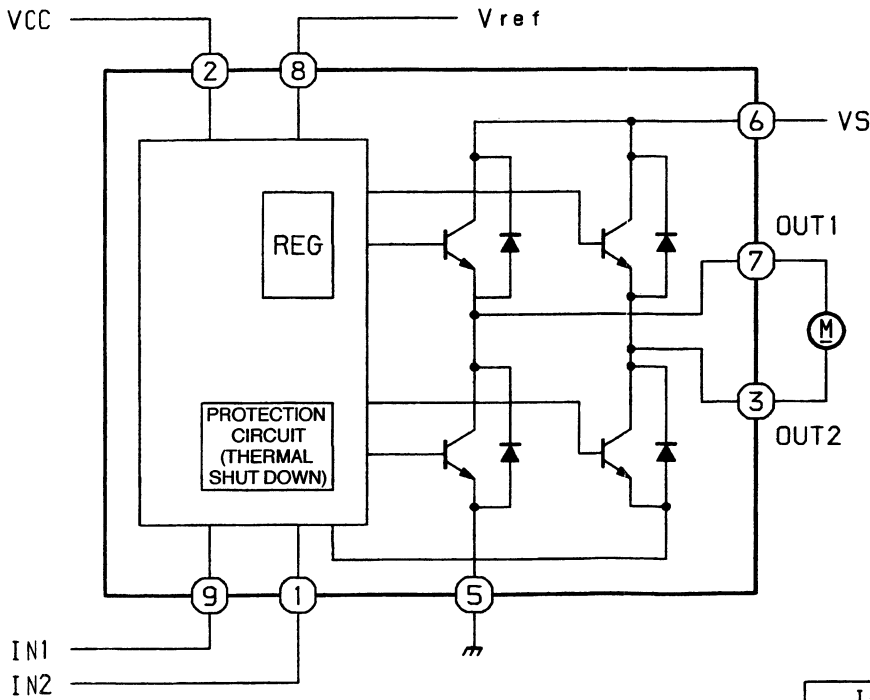 VCC
Vref
2
8
6
VS
REG
OUT1
7
M
3
OUT2
PROTECTION
CIRCUIT
(THERMAL
SHUT DOWN)
9
1
5
IN1
IN2